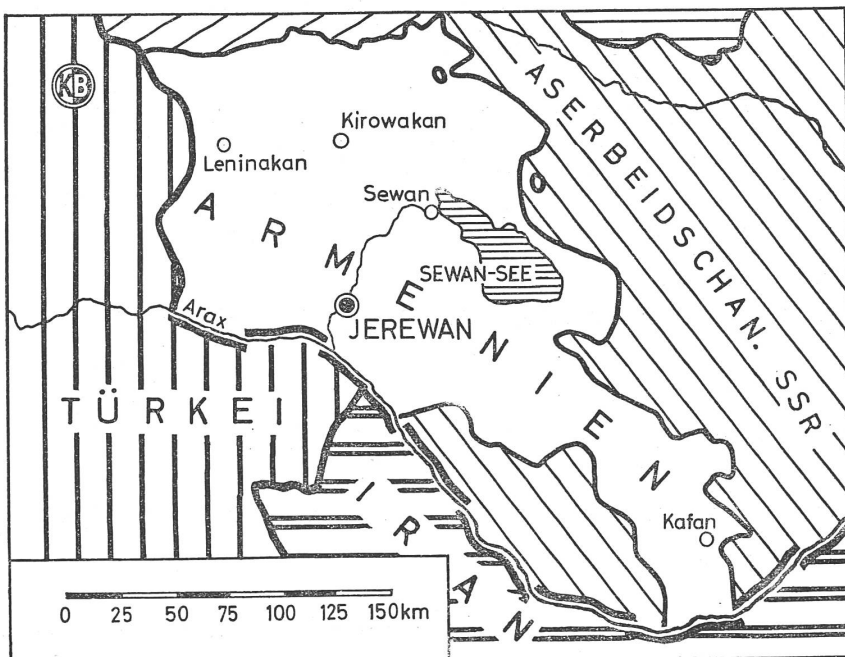 KB
ASERBEIDSCHAN. SSR
Kirowakan
Leninakan
ARMENIEN
Sewan
SEWAN-SEE
Arax
JEREWAN
TÜRKEI
IRAN
Kafan
0 25 50 75 100 125 150km